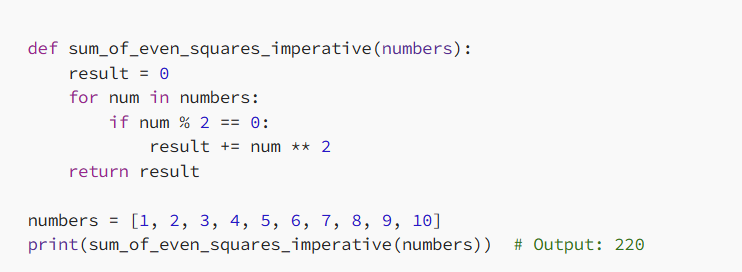 def sum_of_even_squares_imperative(numbers):
    result = 0
    for num in numbers:
        if num % 2 == 0:
            result += num ** 2
    return result
numbers = [1, 2, 3, 4, 5, 6, 7, 8, 9, 10]
print(sum_of_even_squares_imperative(numbers))  # Output: 220